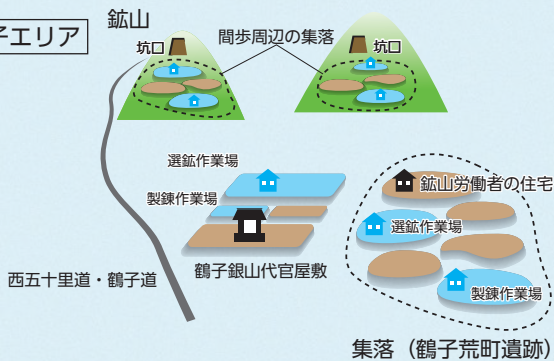 子エリア
鉱山
坑口
間歩周辺の集落
坑口
選鉱作業場
製錬作業場
鶴子銀山代官屋敷
西五十里道・鶴子道
鉱山労働者の住宅
選鉱作業場
製錬作業場
集落（鶴子荒町遺跡）